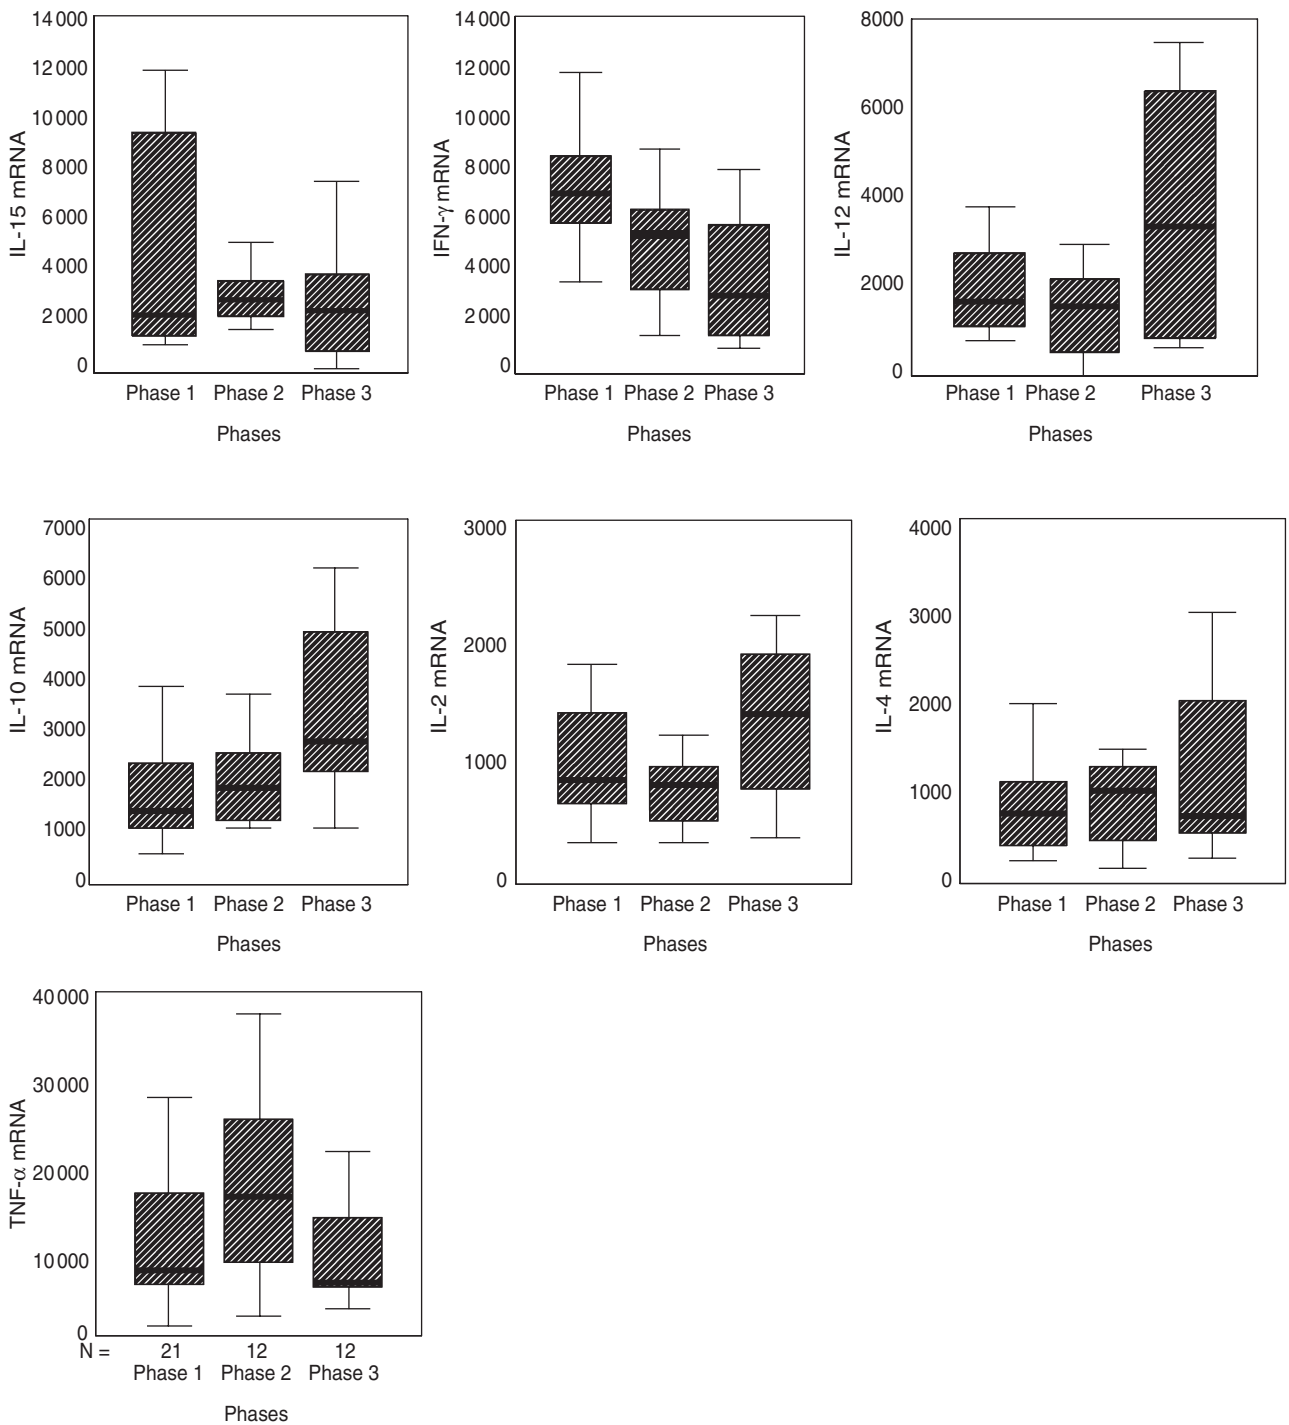 14 000
12 000
10 000
8 000
6 000
4 000
2 000
0
IL-15 mRNA
Phase 1 Phase 2 Phase 3
Phases
14 000
12 000
10 000
8 000
6 000
4 000
2 000
0
IFN-γ mRNA
Phase 1 Phase 2 Phase 3
Phases
8000
6000
4000
2000
0
IL-12 mRNA
Phase 1 Phase 2 Phase 3
Phases
7000
6000
5000
4000
3000
2000
1000
0
IL-10 mRNA
Phase 1 Phase 2 Phase 3
Phases
3000
2000
1000
0
IL-2 mRNA
Phase 1 Phase 2 Phase 3
Phases
4000
3000
2000
1000
0
IL-4 mRNA
Phase 1 Phase 2 Phase 3
Phases
40 000
30 000
20 000
10 000
0
TNF-α mRNA
N = 21 12 12
Phase 1 Phase 2 Phase 3
Phases